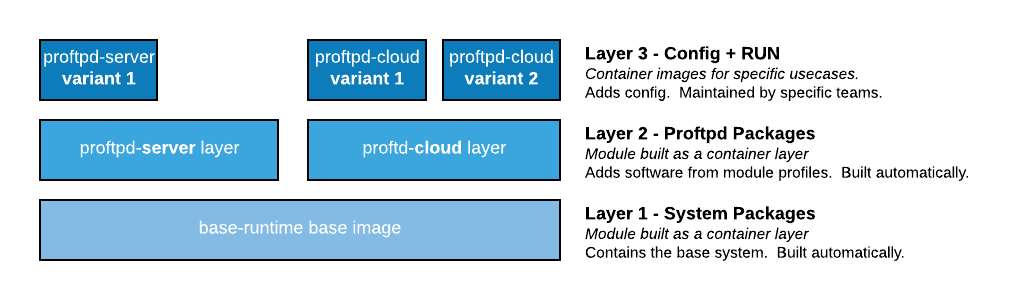 proftpd-server
variant 1
proftpd-cloud
variant 1
proftpd-cloud
variant 2
Layer 3 - Config + RUN
Container images for specific usecases.
Adds config.  Maintained by specific teams.
proftpd-server layer
proftd-cloud layer
Layer 2 - Proftpd Packages
Module built as a container layer
Adds software from module profiles.  Built automatically.
base-runtime base image
Layer 1 - System Packages
Module built as a container layer
Contains the base system.  Built automatically.